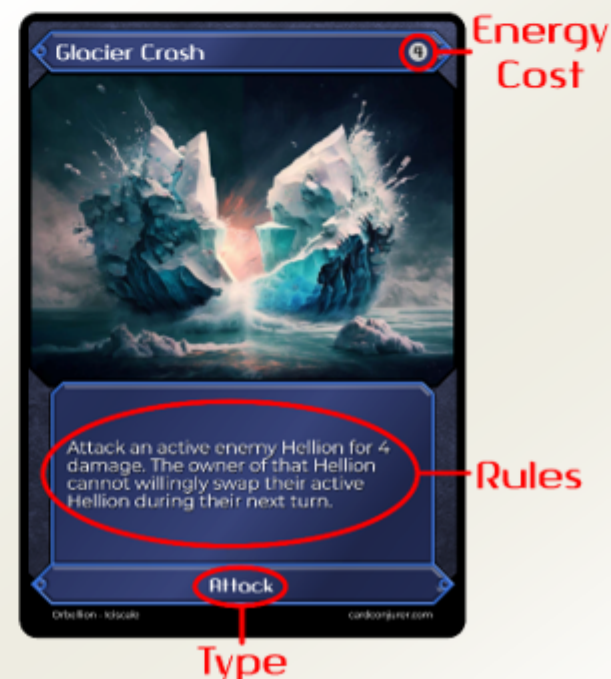 Glacier Crash
4
Energy
Cost
Attack an active enemy Hellion for 4
damage. The owner of that Hellion
cannot willingly swap their active
Hellion during their next turn.
Rules
Attack
Orbellion - Iciscale
cardconjurer.com
Type